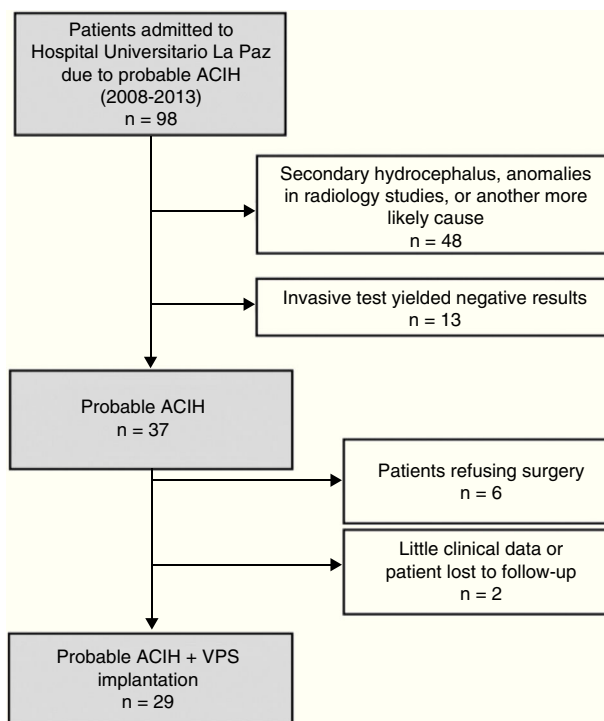 Patients admitted to
Hospital Universitario La Paz
due to probable ACIH
(2008-2013)
n = 98
Secondary hydrocephalus, anomalies
in radiology studies, or another more
likely cause
n = 48
Invasive test yielded negative results
n = 13
Probable ACIH
n = 37
Patients refusing surgery
n = 6
Little clinical data or
patient lost to follow-up
n = 2
Probable ACIH + VPS
implantation
n = 29